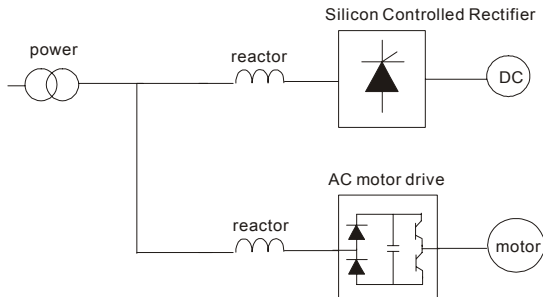 Silicon Controlled Rectifier
power
reactor
DC
AC motor drive
reactor
motor